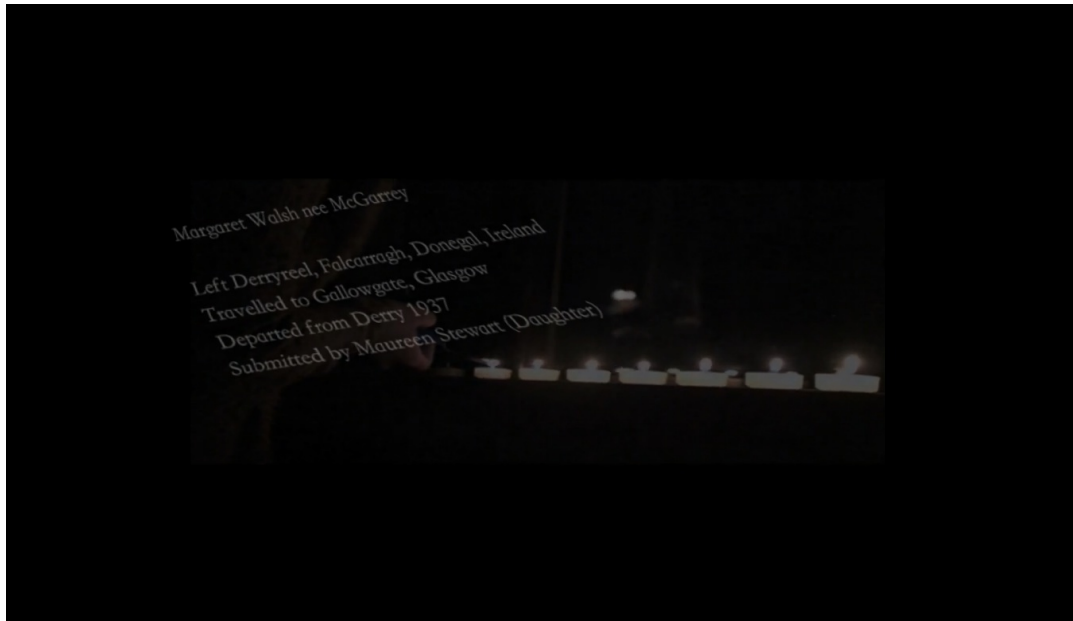 Margaret Walsh nee McGarrey
Left Derryreel, Falcarragh, Donegal, Ireland
Travelled to Gallowgate, Glasgow
Departed from Derry 1937
Submitted by Maureen Stewart (Daughter)